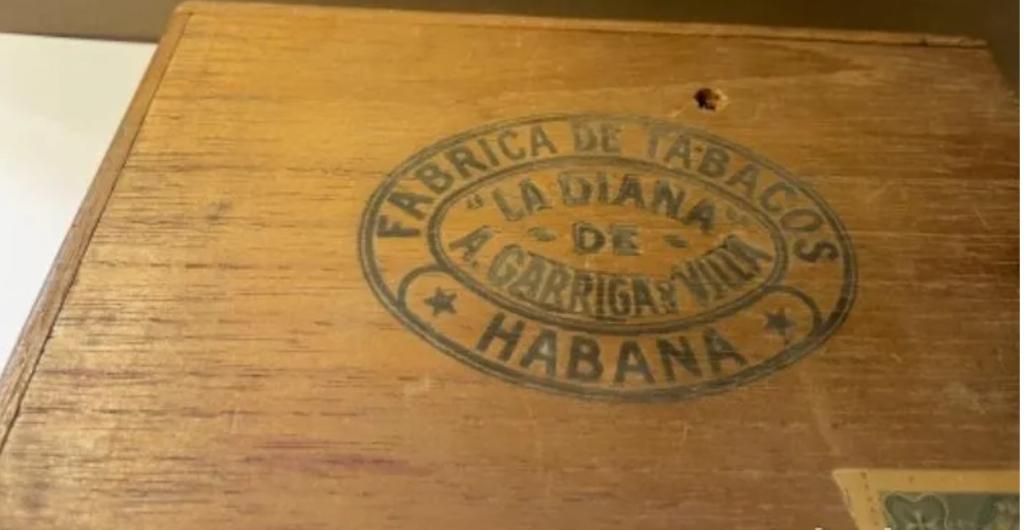 FABRICA DE TABACOS
"LA DIANA"
- DE -
A. GARRIGA Y VILLA
HABANA